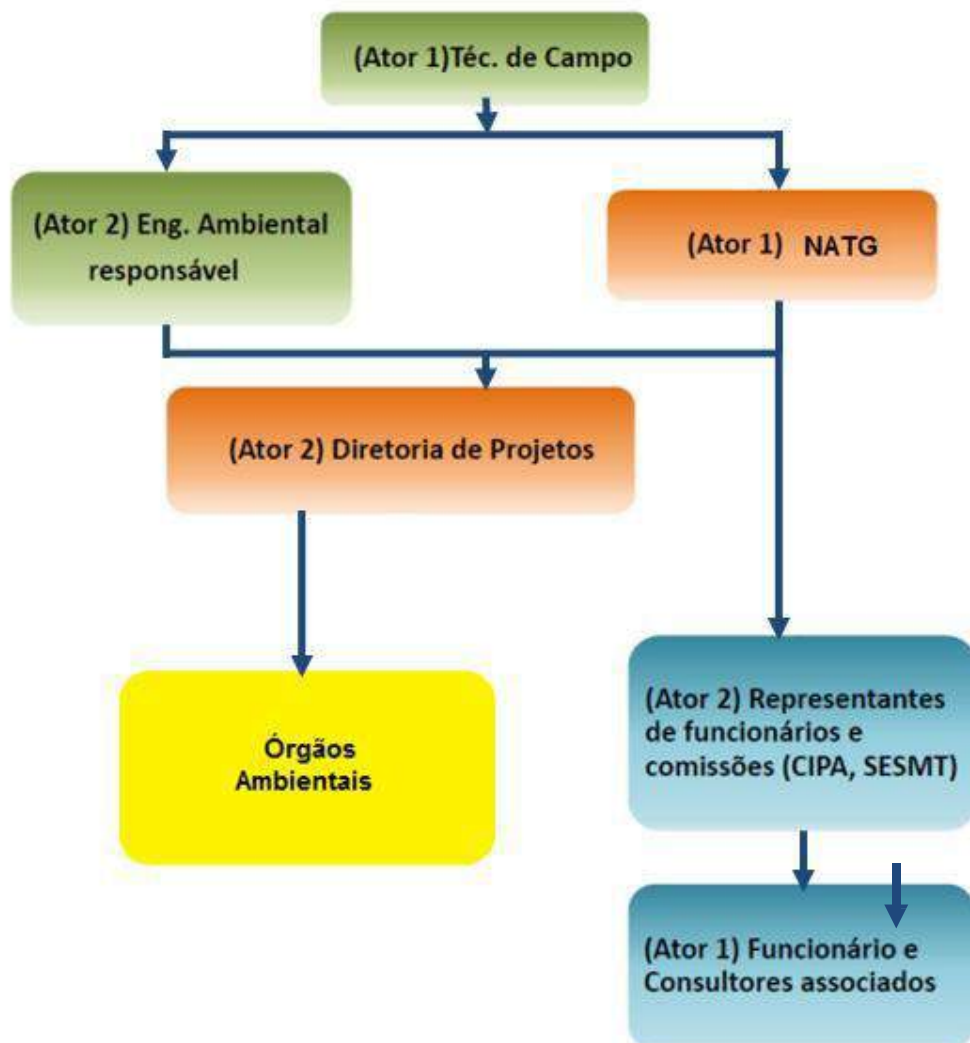 (Ator 1)Téc. de Campo
(Ator 2) Eng. Ambiental
responsável
(Ator 1) NATG
(Ator 2) Diretoria de Projetos
Órgãos
Ambientais
(Ator 2) Representantes
de funcionários e
comissões (CIPA, SESMT)
(Ator 1) Funcionário e
Consultores associados